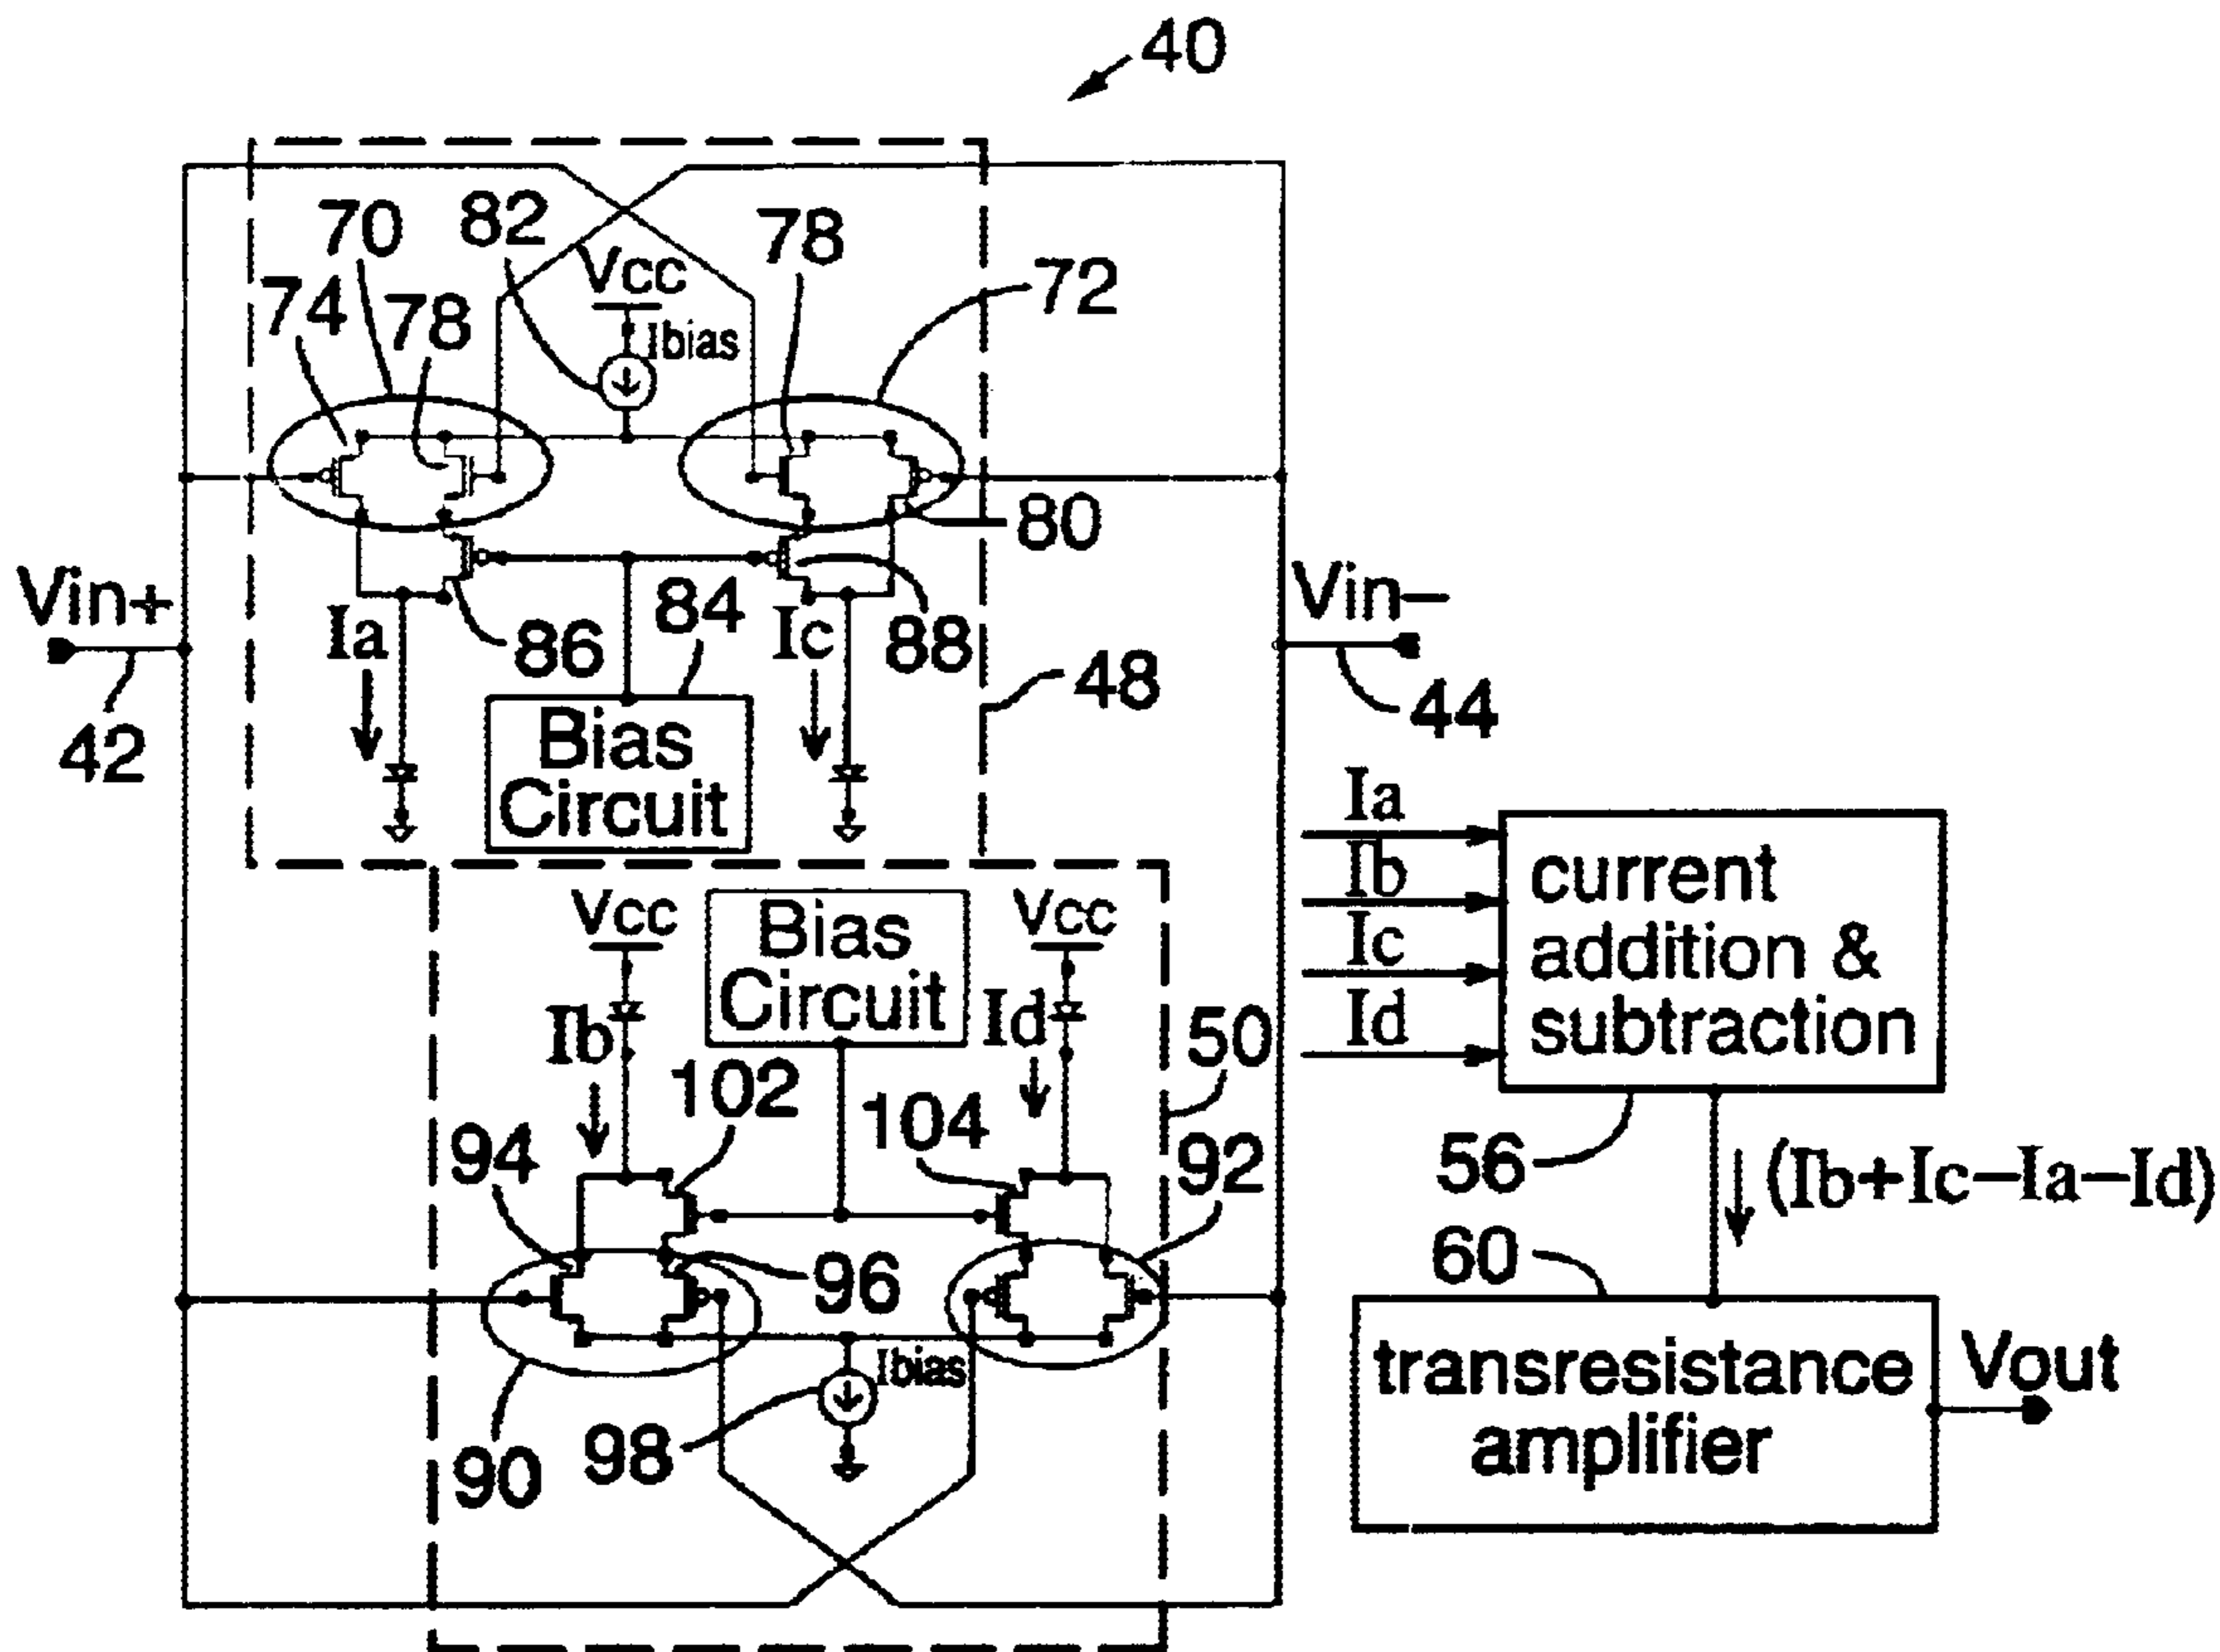 40
70
82
78
Vcc
72
74
78
Ibias
80
Vin+
Vin−
84
Ia
86
Ic
88
48
42
44
Bias
Circuit
Ia
Ib
Ic
Id
current
addition &
subtraction
Vcc
Bias
Circuit
Vcc
Ib
Id
50
102
104
94
92
56
(Ib+Ic−Ia−Id)
96
60
Ibias
transresistance
amplifier
Vout
90
98